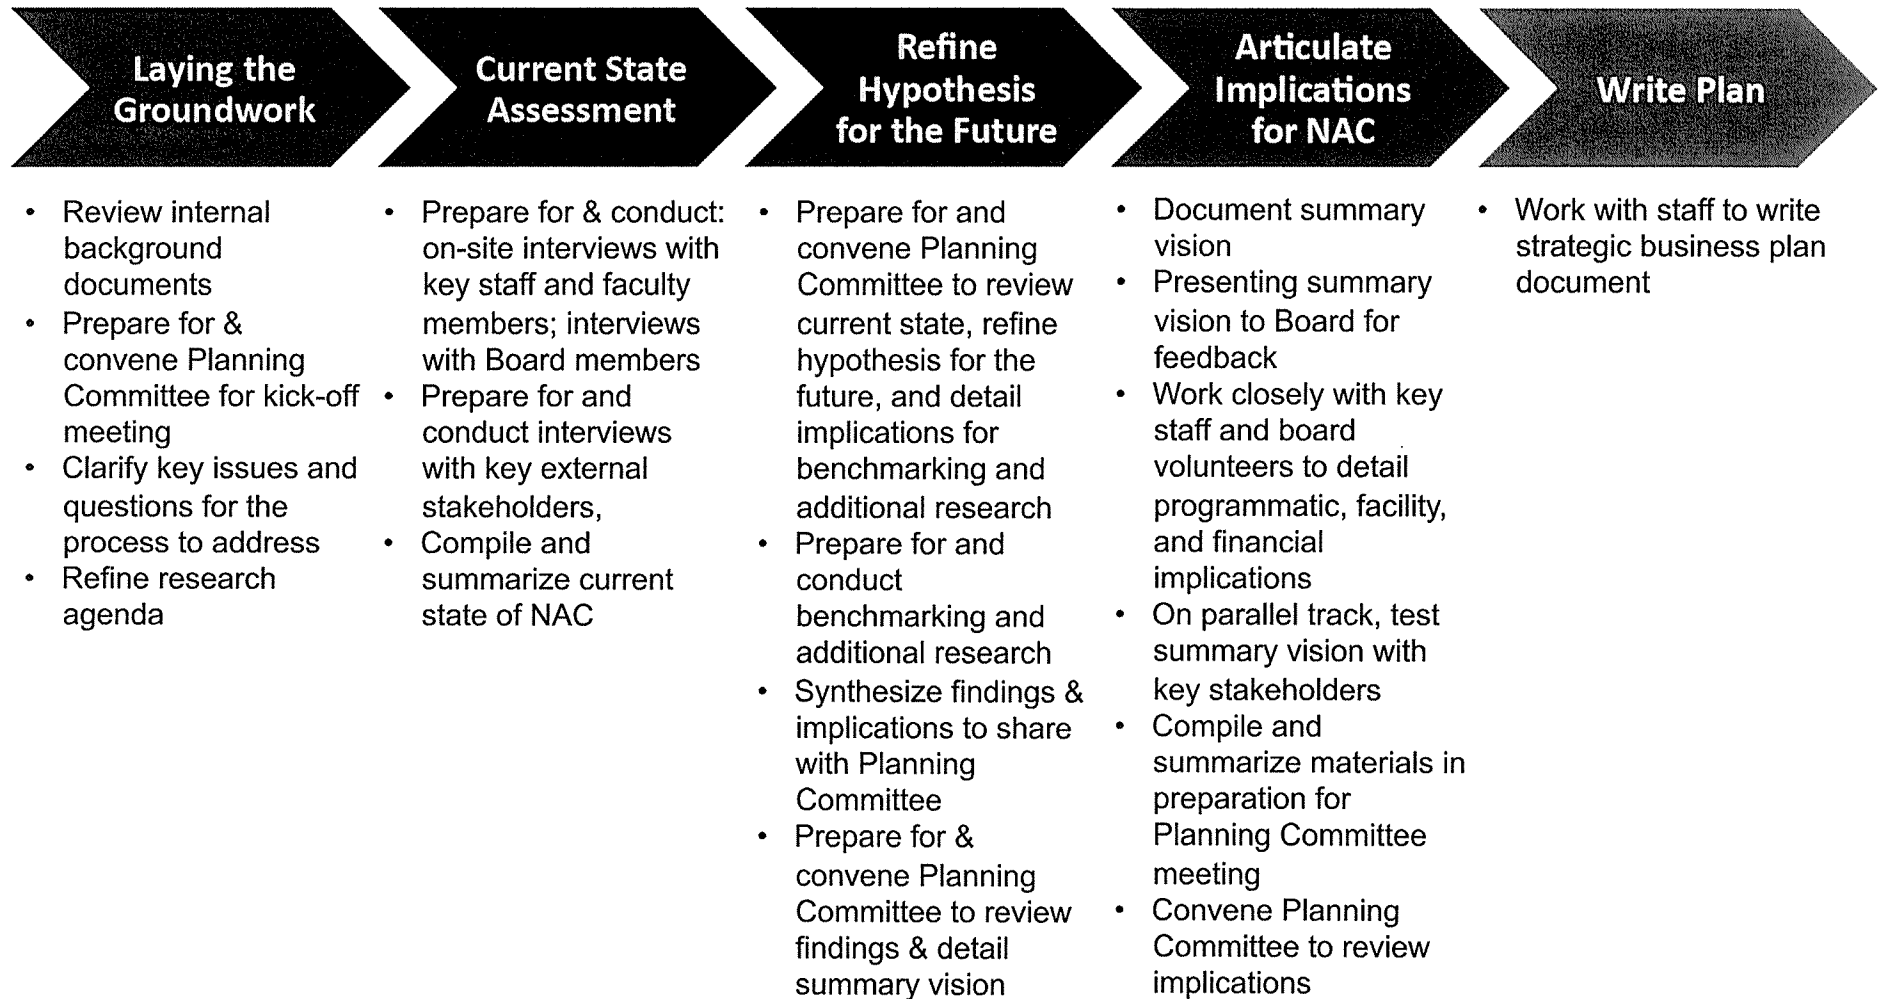 Laying the
Groundwork
Current State
Assessment
Refine
Hypothesis
for the Future
Articulate
Implications
for NAC
Write Plan
• Review internal
background
documents
• Prepare for &
convene Planning
Committee for kick-off
meeting
• Clarify key issues and
questions for the
process to address
• Refine research
agenda
• Prepare for & conduct:
on-site interviews with
key staff and faculty
members; interviews
with Board members
• Prepare for and
conduct interviews
with key external
stakeholders,
• Compile and
summarize current
state of NAC
• Prepare for and
convene Planning
Committee to review
current state, refine
hypothesis for the
future, and detail
implications for
benchmarking and
additional research
• Prepare for and
conduct
benchmarking and
additional research
• Synthesize findings &
implications to share
with Planning
Committee
• Prepare for &
convene Planning
Committee to review
findings & detail
summary vision
• Document summary
vision
• Presenting summary
vision to Board for
feedback
• Work closely with key
staff and board
volunteers to detail
programmatic, facility,
and financial
implications
• On parallel track, test
summary vision with
key stakeholders
• Compile and
summarize materials in
preparation for
Planning Committee
meeting
• Convene Planning
Committee to review
implications
• Work with staff to write
strategic business plan
document